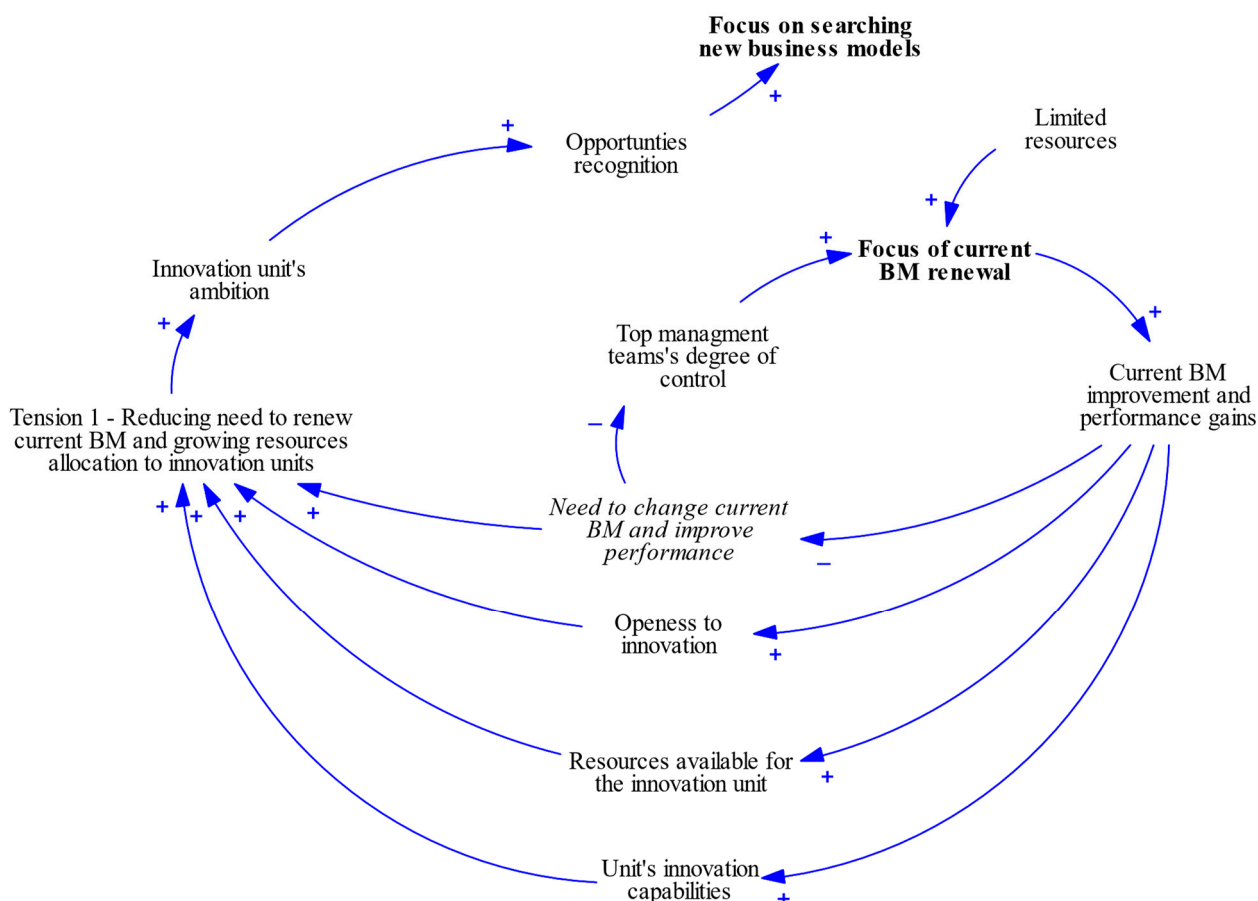 Focus on searching
new business models
+
Limited
resources
+
Opportunties
recognition
+
+
Focus of current
BM renewal
Innovation unit's
ambition
+
+
Top managment
teams's degree of
control
Current BM
improvement and
performance gains
Tension 1 - Reducing need to renew
current BM and growing resources
allocation to innovation units
–
+
+
+
+
Need to change current
BM and improve
performance
–
Openess to
innovation
+
Resources available for
the innovation unit
+
Unit's innovation
capabilities
+